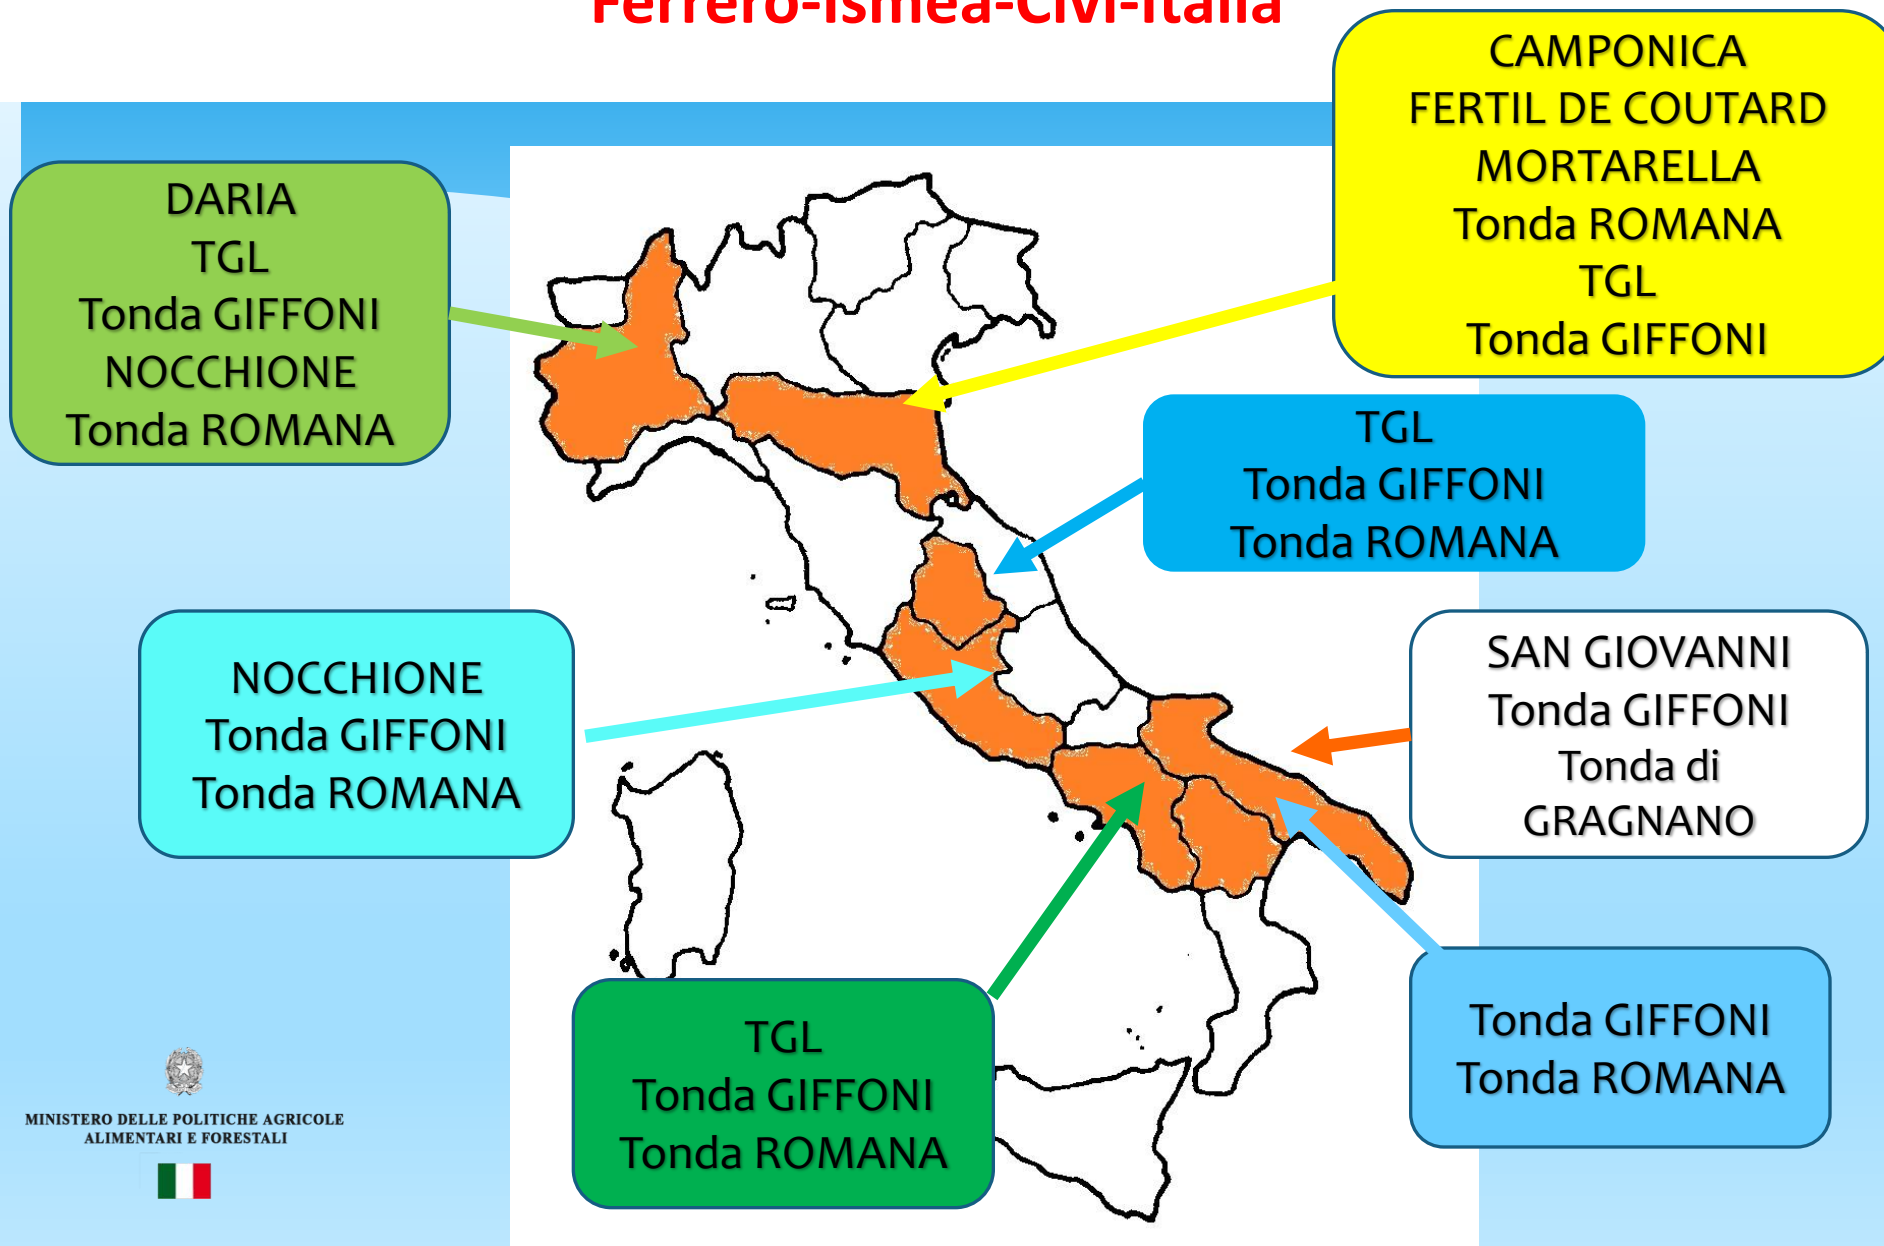 Ferrero-Ismea-CiVi-Italia
CAMPONICA
FERTIL DE COUTARD
MORTARELLA
Tonda ROMANA
TGL
Tonda GIFFONI
DARIA
TGL
Tonda GIFFONI
NOCCHIONE
Tonda ROMANA
TGL
Tonda GIFFONI
Tonda ROMANA
NOCCHIONE
Tonda GIFFONI
Tonda ROMANA
SAN GIOVANNI
Tonda GIFFONI
Tonda di
GRAGNANO
TGL
Tonda GIFFONI
Tonda ROMANA
Tonda GIFFONI
Tonda ROMANA
MINISTERO DELLE POLITICHE AGRICOLE
ALIMENTARI E FORESTALI